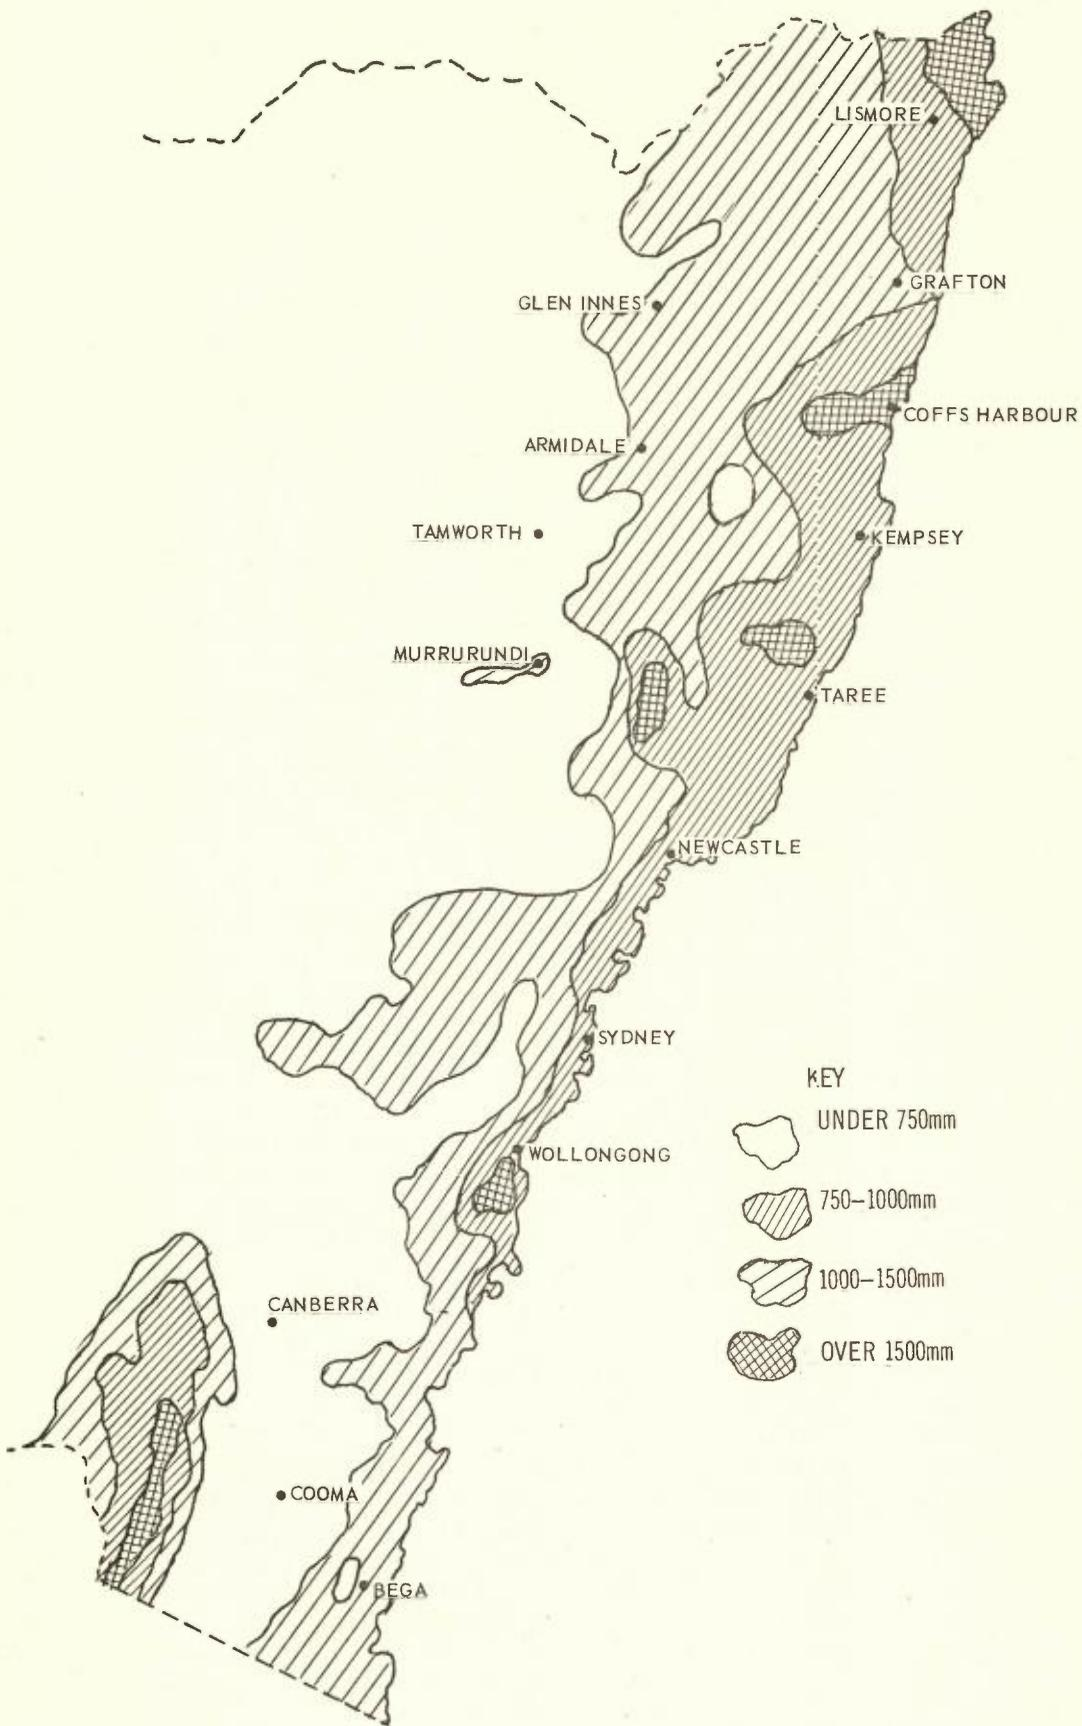 LISMORE
GRAFTON
GLEN INNES
COFFS HARBOUR
ARMIDALE
TAMWORTH
KEMPSEY
MURRURUNDI
TAREE
NEWCASTLE
SYDNEY
KEY
UNDER 750mm
WOLLONGONG
750–1000mm
1000–1500mm
CANBERRA
OVER 1500mm
COOMA
BEGA